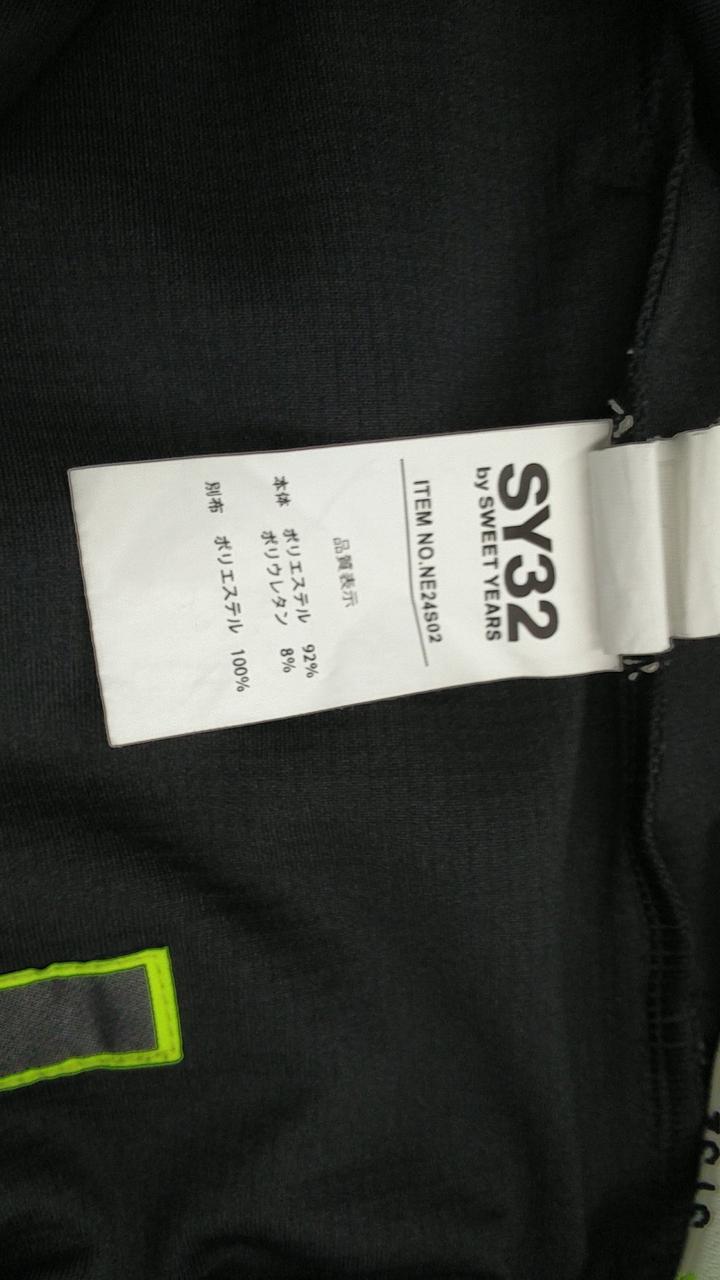 SY32
by SWEET YEARS
ITEM NO.NE24S02
品質表示
本体 ポリエステル 92%
ポリウレタン 8%
別布 ポリエステル 100%